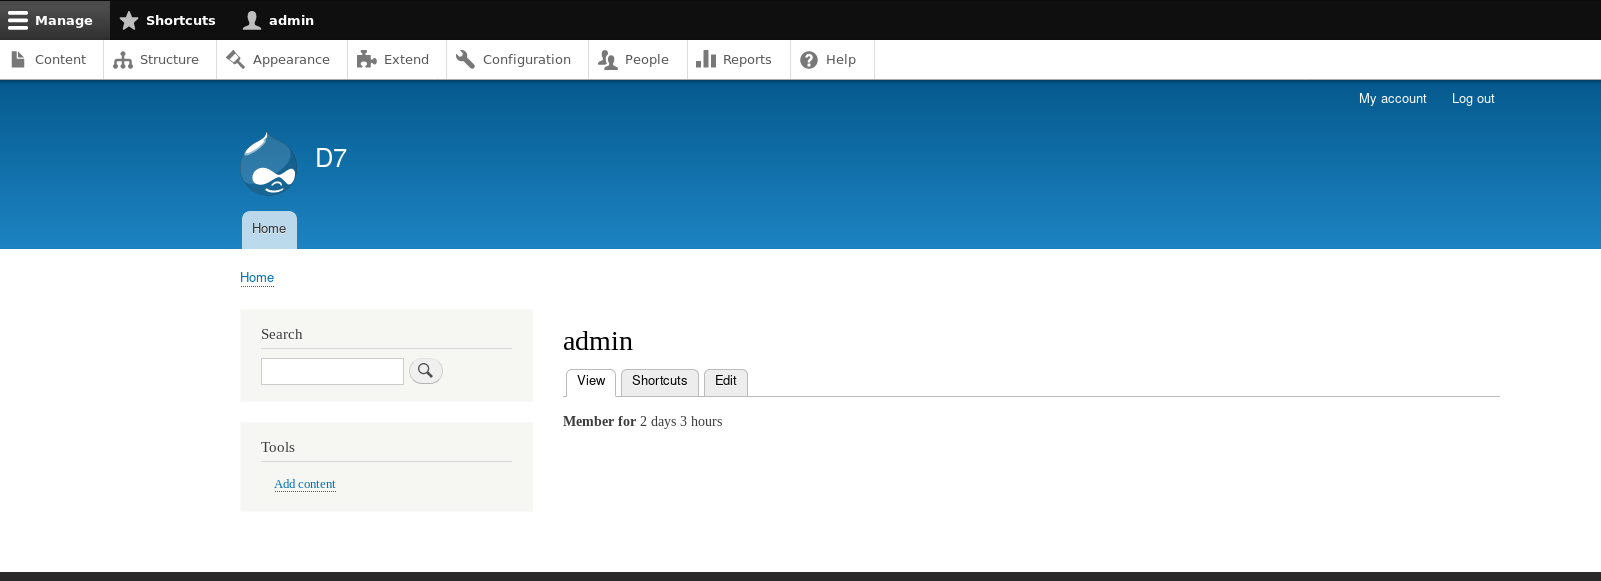 Manage Shortcuts admin
Content Structure Appearance Extend Configuration People Reports Help
My account Log out
D7
Home
Home
Search
Tools
Add content
admin
View Shortcuts Edit
Member for 2 days 3 hours